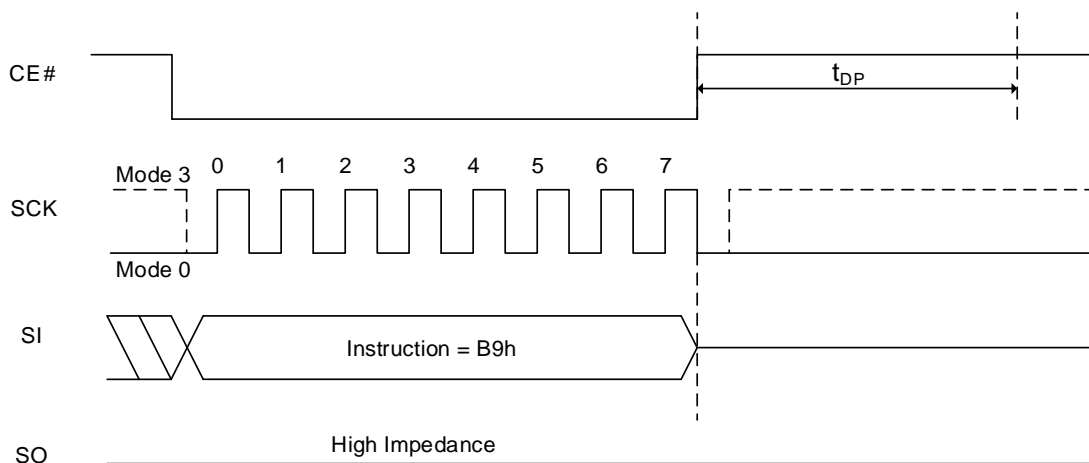 CE#
tDP
SCK
Mode 3
0 1 2 3 4 5 6 7
Mode 0
SI
Instruction = B9h
SO
High Impedance